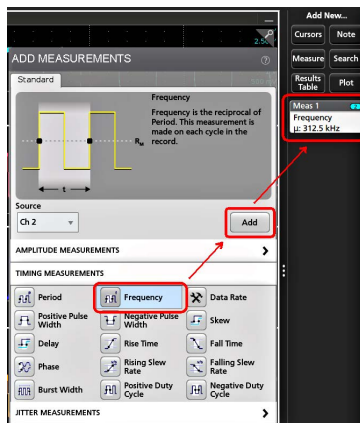 Add New...
2.50
Cursors
Note
ADD MEASUREMENTS
Measure
Search
Standard
Results
Table
Plot
Frequency
Frequency is the reciprocal of
Period. This measurement is
made on each cycle in the
record.
RM
t
Meas 1
2
Frequency
µ: 312.5 kHz
Source
Ch 2
Add
AMPLITUDE MEASUREMENTS
TIMING MEASUREMENTS
Period
Frequency
Data Rate
Positive Pulse
Width
Negative Pulse
Width
Skew
Delay
Rise Time
Fall Time
Phase
Rising Slew
Rate
Falling Slew
Rate
Burst Width
Positive Duty
Cycle
Negative Duty
Cycle
JITTER MEASUREMENTS